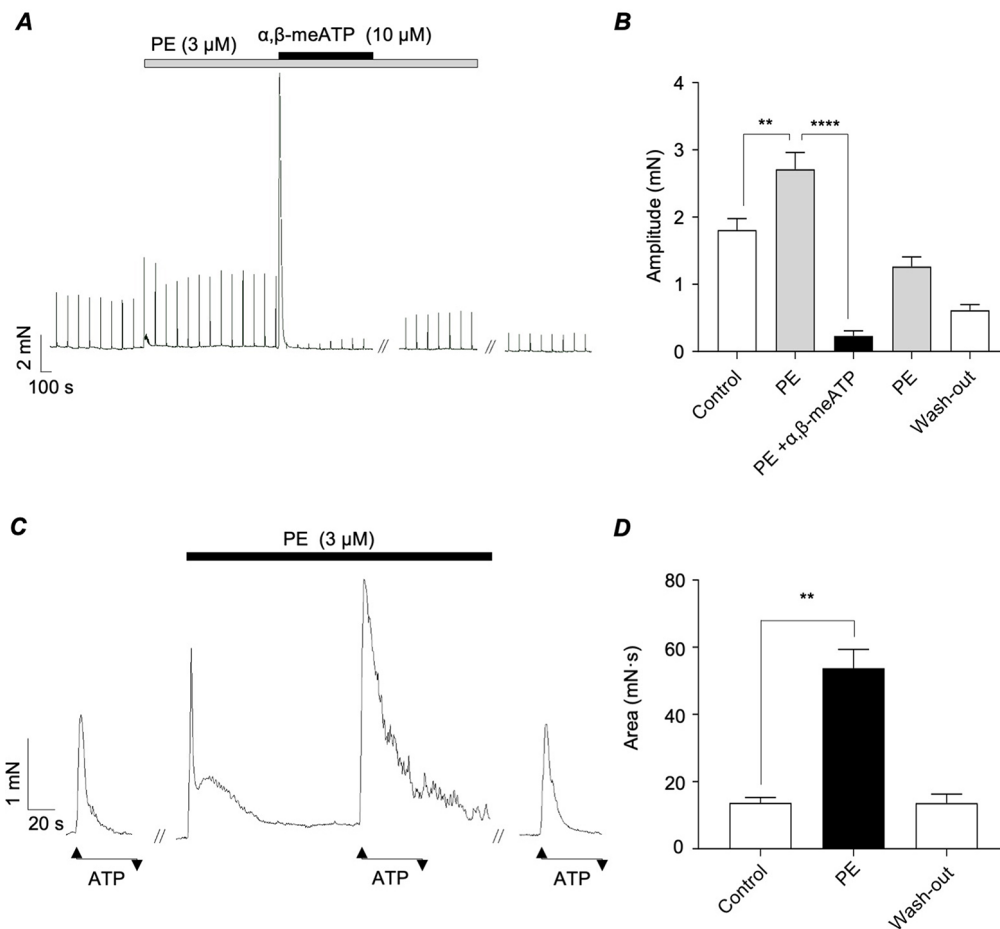 A
PE (3 µM)
α,β-meATP (10 µM)
2 mN
100 s
//
//
B
Amplitude (mN)
4
3
2
1
0
**
****
Control
PE
PE +α,β-meATP
PE
Wash-out
C
PE (3 µM)
1 mN
20 s
//
//
ATP
ATP
ATP
D
Area (mN·s)
80
60
40
20
0
**
Control
PE
Wash-out